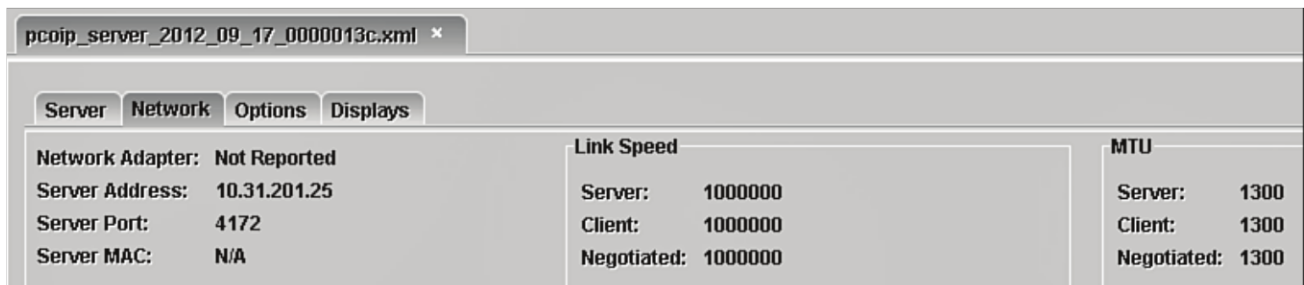 pcoip_server_2012_09_17_0000013c.xml ×
Server Network Options Displays
Network Adapter: Not Reported
Server Address: 10.31.201.25
Server Port: 4172
Server MAC: N/A
Link Speed
Server: 1000000
Client: 1000000
Negotiated: 1000000
MTU
Server: 1300
Client: 1300
Negotiated: 1300